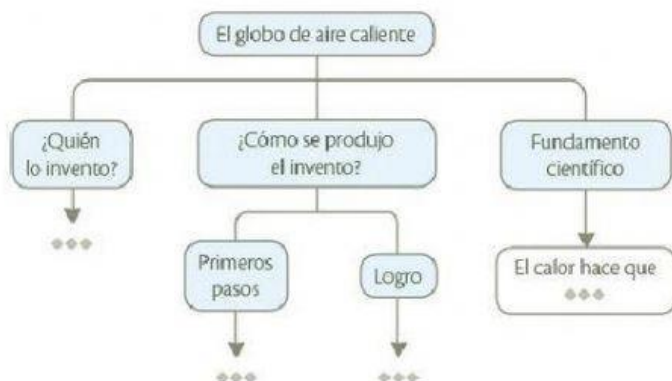 El globo de aire caliente
¿Quién
lo invento?
¿Cómo se produjo
el invento?
Fundamento
científico
Primeros
pasos
Logro
El calor hace que